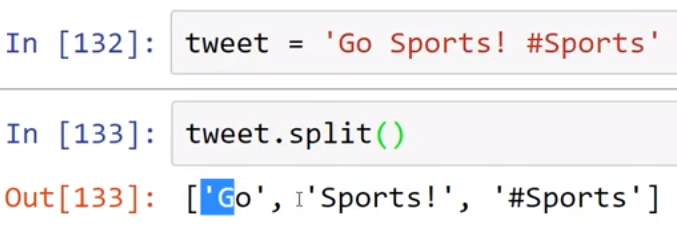 In [132]: tweet = 'Go Sports! #Sports'
In [133]: tweet.split()
Out[133]: ['Go', 'Sports!', '#Sports']